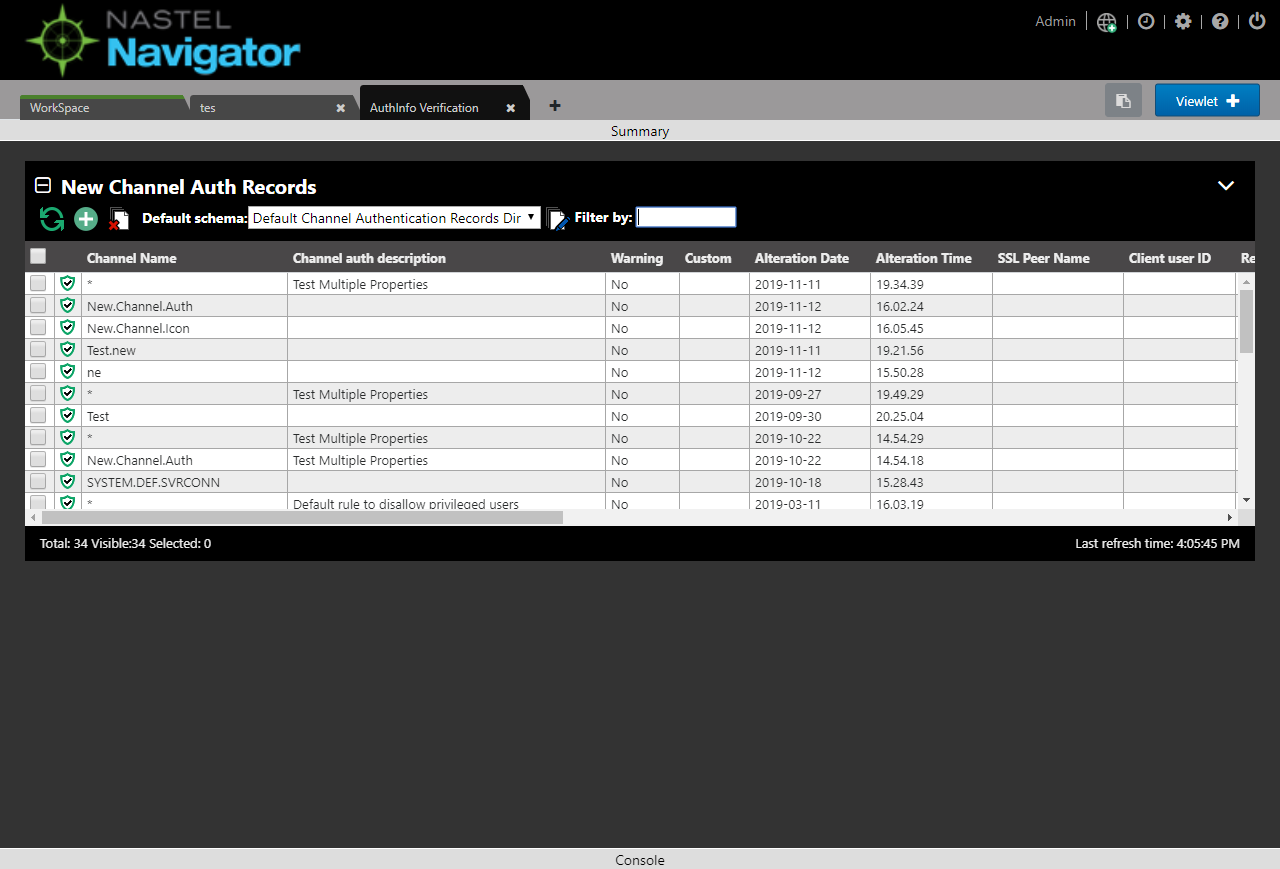 NASTEL
Navigator
Admin
WorkSpace
tes
AuthInfo Verification
Viewlet
Summary
New Channel Auth Records
Default schema: Default Channel Authentication Records Dir Filter by:
Channel Name Channel auth description Warning Custom Alteration Date Alteration Time SSL Peer Name Client user ID Re
* Test Multiple Properties No 2019-11-11 19.34.39
New.Channel.Auth No 2019-11-12 16.02.24
New.Channel.Icon No 2019-11-12 16.05.45
Test.new No 2019-11-11 19.21.56
ne No 2019-11-12 15.50.28
* Test Multiple Properties No 2019-09-27 19.49.29
Test No 2019-09-30 20.25.04
* Test Multiple Properties No 2019-10-22 14.54.29
New.Channel.Auth Test Multiple Properties No 2019-10-22 14.54.18
SYSTEM.DEF.SVRCONN No 2019-10-18 15.28.43
* Default rule to disallow privileged users No 2019-03-11 16.03.19
Total: 34 Visible:34 Selected: 0 Last refresh time: 4:05:45 PM
Console